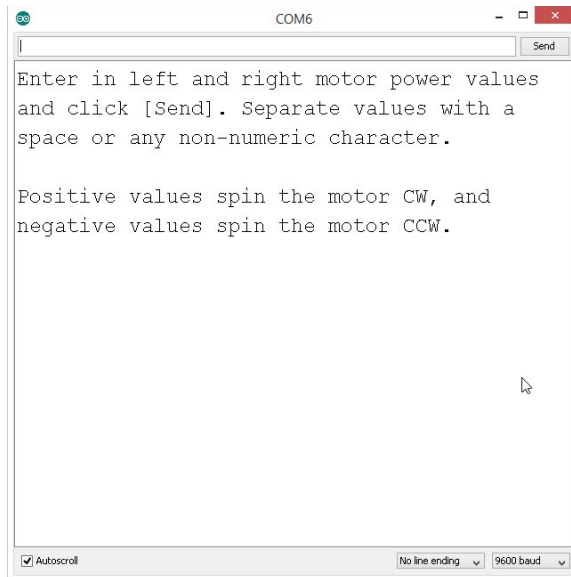 COM6
Send
Enter in left and right motor power values
and click [Send]. Separate values with a
space or any non-numeric character.
Positive values spin the motor CW, and
negative values spin the motor CCW.
Autoscroll No line ending 9600 baud